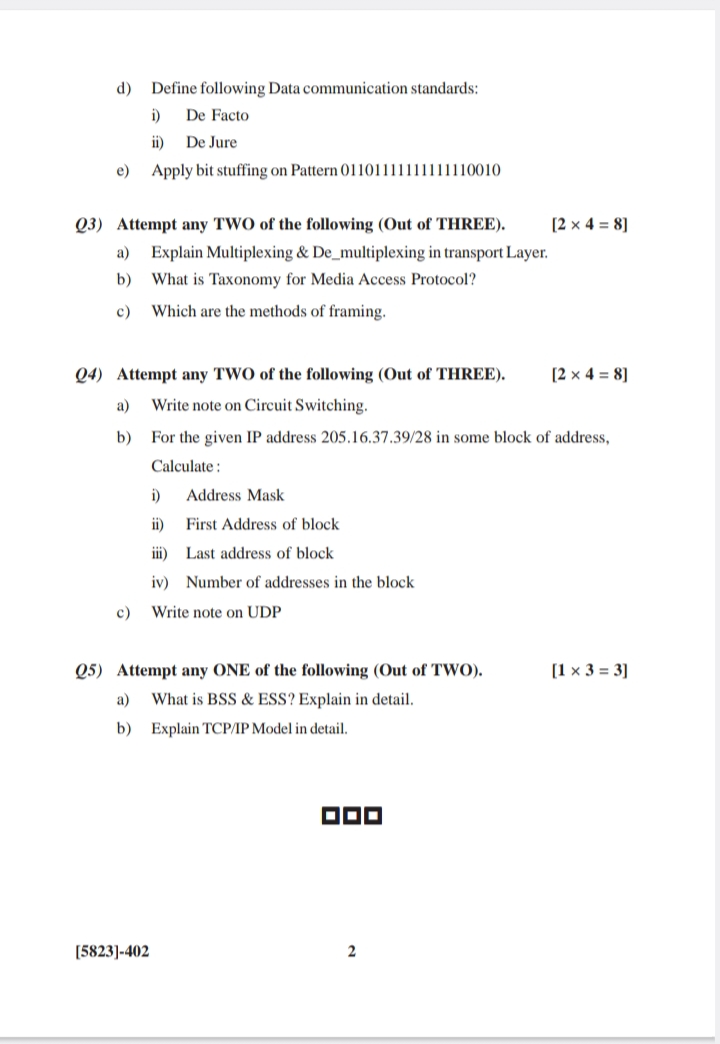 d) Define following Data communication standards:
i) De Facto
ii) De Jure
e) Apply bit stuffing on Pattern 0110111111111111110010
Q3) Attempt any TWO of the following (Out of THREE). [2 × 4 = 8]
a) Explain Multiplexing & De_multiplexing in transport Layer.
b) What is Taxonomy for Media Access Protocol?
c) Which are the methods of framing.
Q4) Attempt any TWO of the following (Out of THREE). [2 × 4 = 8]
a) Write note on Circuit Switching.
b) For the given IP address 205.16.37.39/28 in some block of address,
Calculate :
i) Address Mask
ii) First Address of block
iii) Last address of block
iv) Number of addresses in the block
c) Write note on UDP
Q5) Attempt any ONE of the following (Out of TWO). [1 × 3 = 3]
a) What is BSS & ESS? Explain in detail.
b) Explain TCP/IP Model in detail.
[5823]-402 2